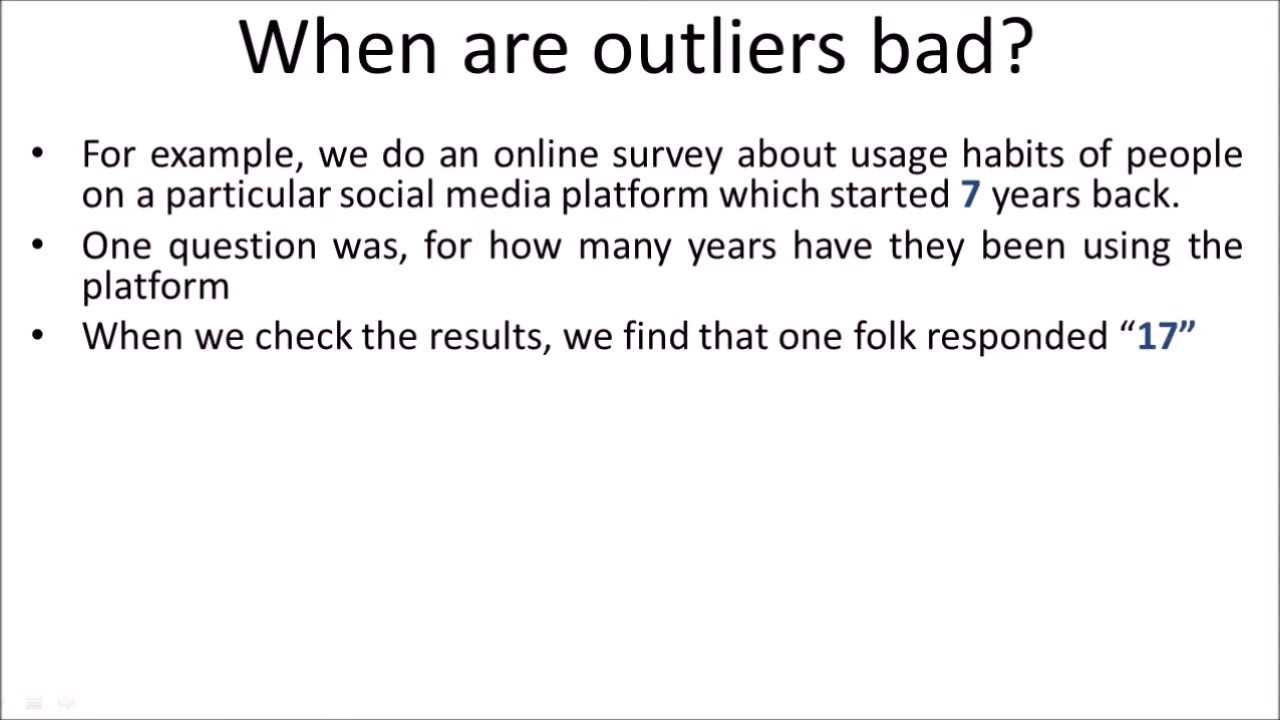 When are outliers bad?
• For example, we do an online survey about usage habits of people
on a particular social media platform which started 7 years back.
• One question was, for how many years have they been using the
platform
• When we check the results, we find that one folk responded “17”